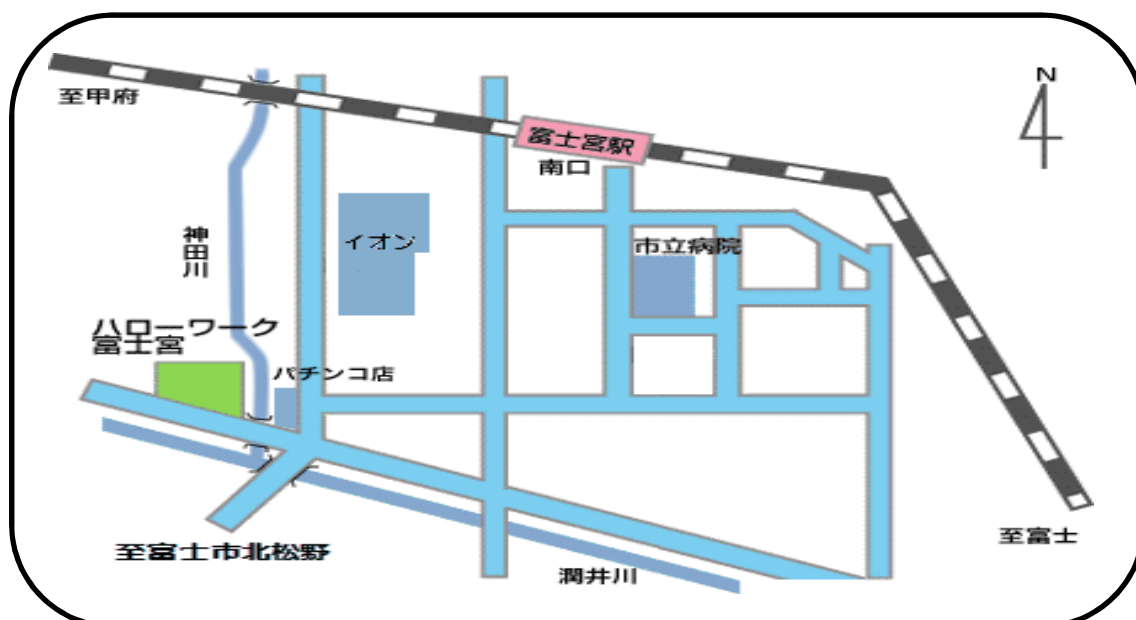 N
至甲府
富士宮駅
南口
神田川
イオン
市立病院
ハローワーク
富士宮
パチンコ店
至富士
至富士市北松野
潤井川